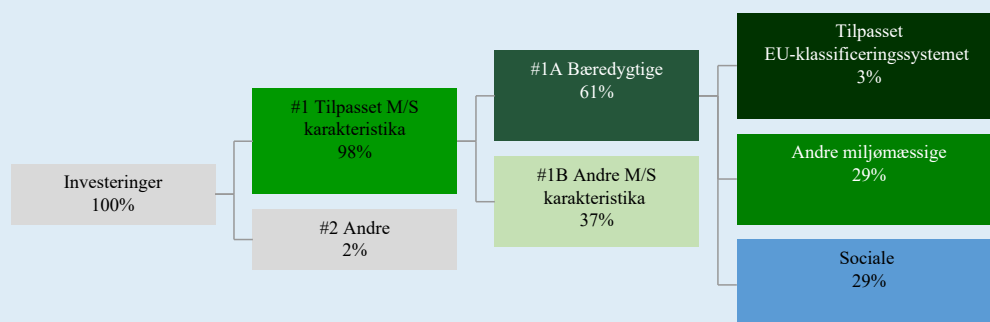 Investeringer
100%
#1 Tilpasset M/S
karakteristika
98%
#2 Andre
2%
#1A Bæredygtige
61%
#1B Andre M/S
karakteristika
37%
Tilpasset
EU-klassificeringssystemet
3%
Andre miljømæssige
29%
Sociale
29%